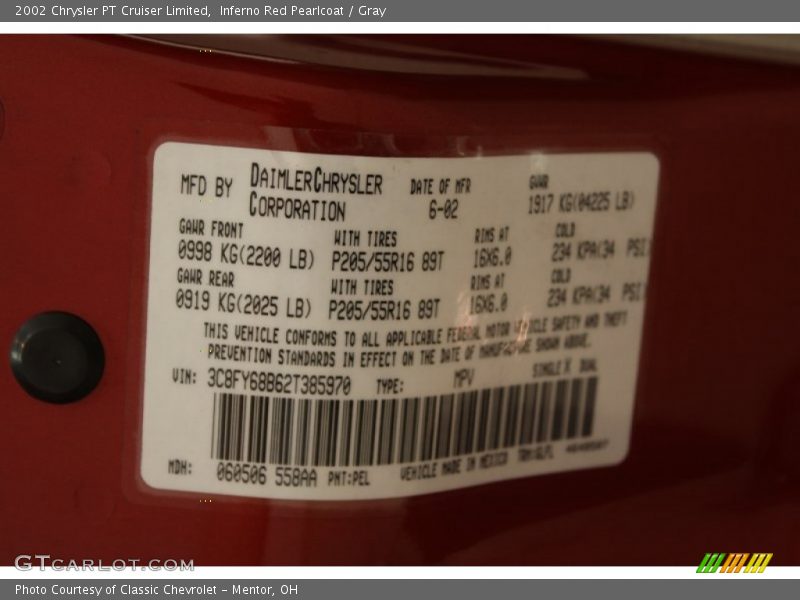 2002 Chrysler PT Cruiser Limited, Inferno Red Pearlcoat / Gray
MFD BY DAIMLERCHRYSLER CORPORATION DATE OF MFR 6-02 GVWR 1917 KG(04225 LB)
GAWR FRONT WITH TIRES RIMS AT COLD
0998 KG(2200 LB) P205/55R16 89T 16X6.0 234 KPA(34 PSI)
GAWR REAR WITH TIRES RIMS AT COLD
0919 KG(2025 LB) P205/55R16 89T 16X6.0 234 KPA(34 PSI)
THIS VEHICLE CONFORMS TO ALL APPLICABLE FEDERAL MOTOR VEHICLE SAFETY AND THEFT
PREVENTION STANDARDS IN EFFECT ON THE DATE OF MANUFACTURE SHOWN ABOVE.
VIN: 3C8FY68B62T385970 TYPE: MPV SINGLE X DUAL
MDH: 060506 558AA PNT:PEL VEHICLE MADE IN MEXICO
GTCARLOT.COM
Photo Courtesy of Classic Chevrolet – Mentor, OH